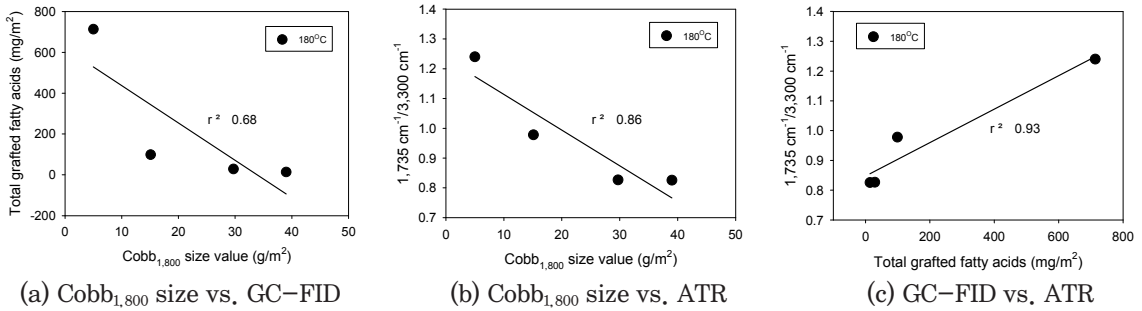 Total grafted fatty acids (mg/m²)
800
600
400
200
0
-200
180°C
r ² 0.68
0 10 20 30 40 50
Cobb₁,₈₀₀ size value (g/m²)
(a) Cobb₁,₈₀₀ size vs. GC-FID
1,735 cm⁻¹/3,300 cm⁻¹
1.4
1.3
1.2
1.1
1.0
0.9
0.8
0.7
180°C
r ² 0.86
0 10 20 30 40 50
Cobb₁,₈₀₀ size value (g/m²)
(b) Cobb₁,₈₀₀ size vs. ATR
1,735 cm⁻¹/3,300 cm⁻¹
1.4
1.3
1.2
1.1
1.0
0.9
0.8
0.7
180°C
r ² 0.93
0 200 400 600 800
Total grafted fatty acids (mg/m²)
(c) GC-FID vs. ATR